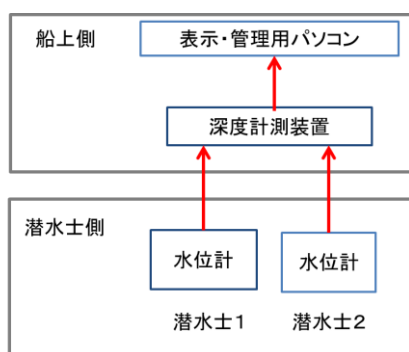 船上側
表示・管理用パソコン
深度計測装置
潜水士側
水位計
水位計
潜水士１
潜水士２